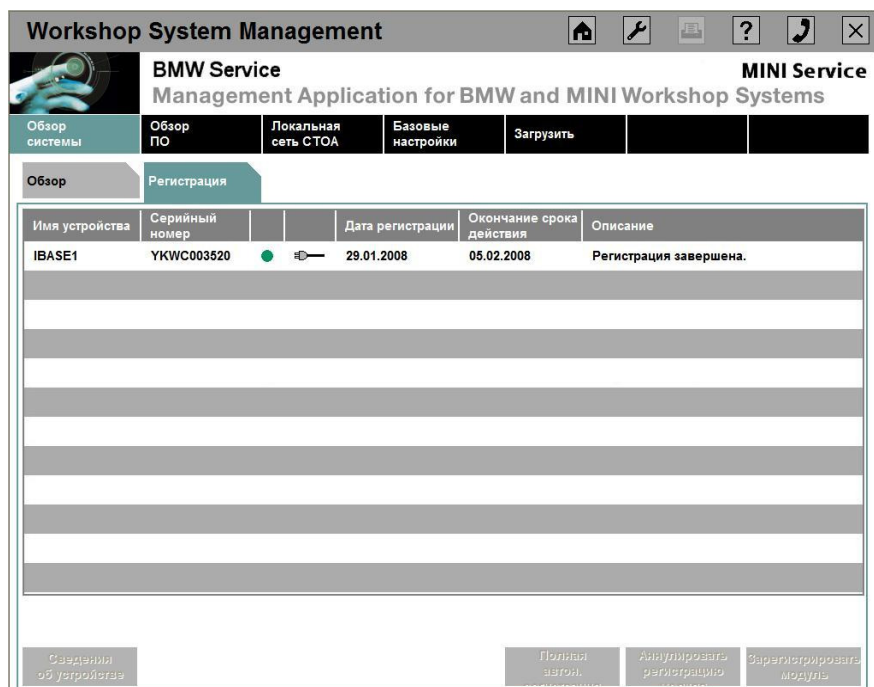 Workshop System Management
?
BMW Service
MINI Service
Management Application for BMW and MINI Workshop Systems
Обзор
системы
Обзор
ПО
Локальная
сеть СТОА
Базовые
настройки
Загрузить
Обзор
Регистрация
Имя устройства
Серийный
номер
Дата регистрации
Окончание срока
действия
Описание
IBASE1 YKWC003520 29.01.2008 05.02.2008 Регистрация завершена.
Сведения
об устройстве
Полная
автон.
Аннулировать
регистрацию
Зарегистрировать
модуль